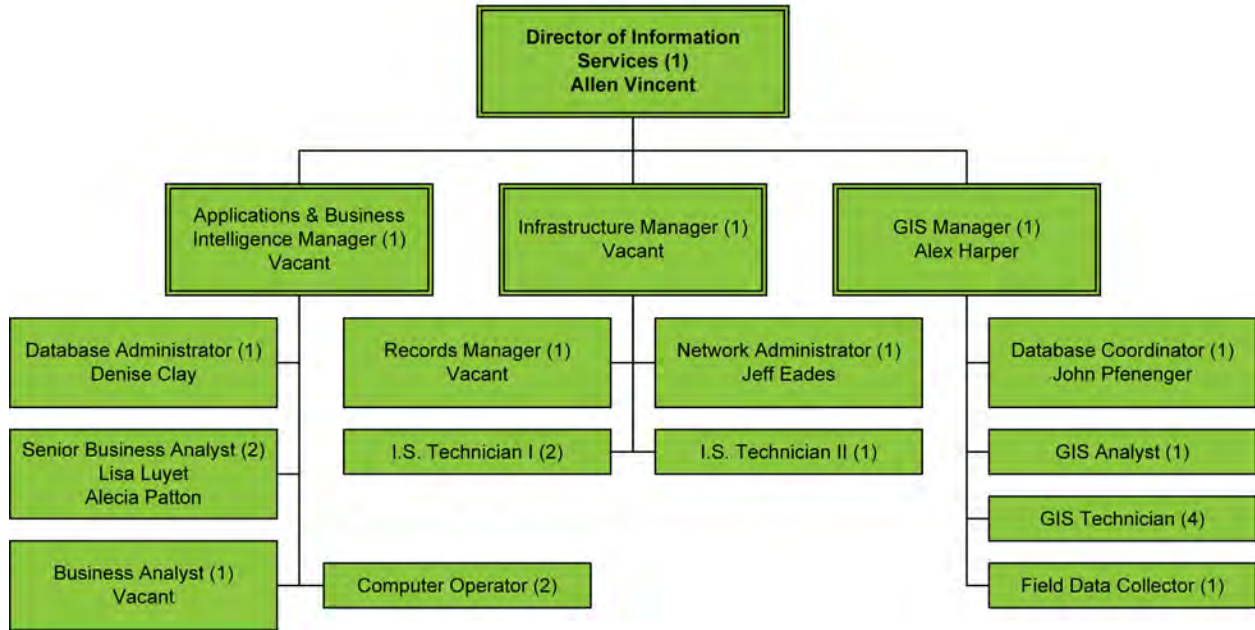 Director of Information
Services (1)
Allen Vincent
Applications & Business
Intelligence Manager (1)
Vacant
Infrastructure Manager (1)
Vacant
GIS Manager (1)
Alex Harper
Database Administrator (1)
Denise Clay
Records Manager (1)
Vacant
Network Administrator (1)
Jeff Eades
Database Coordinator (1)
John Pfenenger
Senior Business Analyst (2)
Lisa Luyet
Alecia Patton
I.S. Technician I (2)
I.S. Technician II (1)
GIS Analyst (1)
GIS Technician (4)
Business Analyst (1)
Vacant
Computer Operator (2)
Field Data Collector (1)